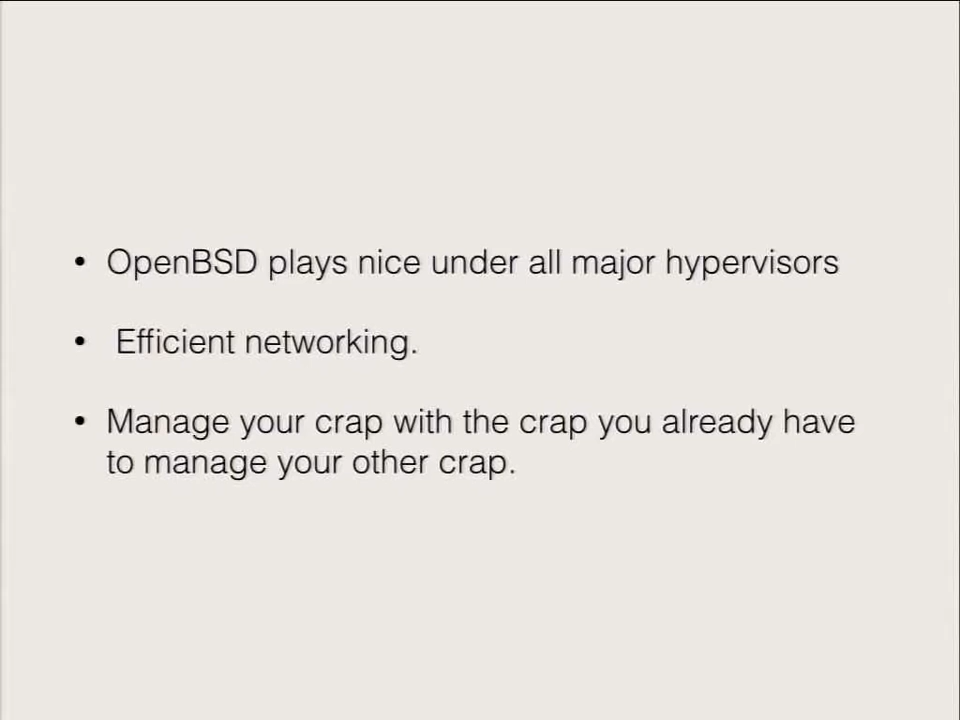 • OpenBSD plays nice under all major hypervisors
• Efficient networking.
• Manage your crap with the crap you already have
to manage your other crap.